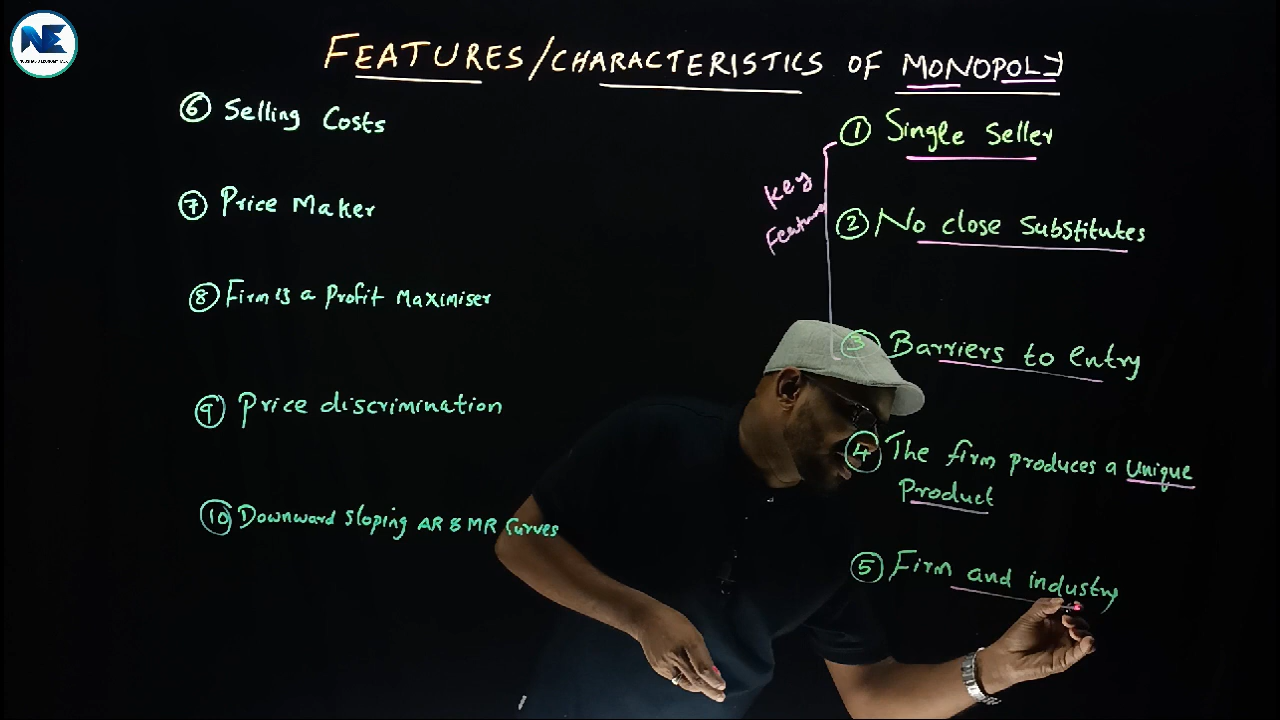 NE
FEATURES/CHARACTERISTICS OF MONOPOLY
① Single Seller
Key
Feature
② No close Substitutes
③ Barriers to entry
④ The firm produces a Unique
Product
⑤ Firm and industry
⑥ Selling Costs
⑦ Price Maker
⑧ Firm is a Profit Maximiser
⑨ Price discrimination
⑩ Downward Sloping AR & MR Curves